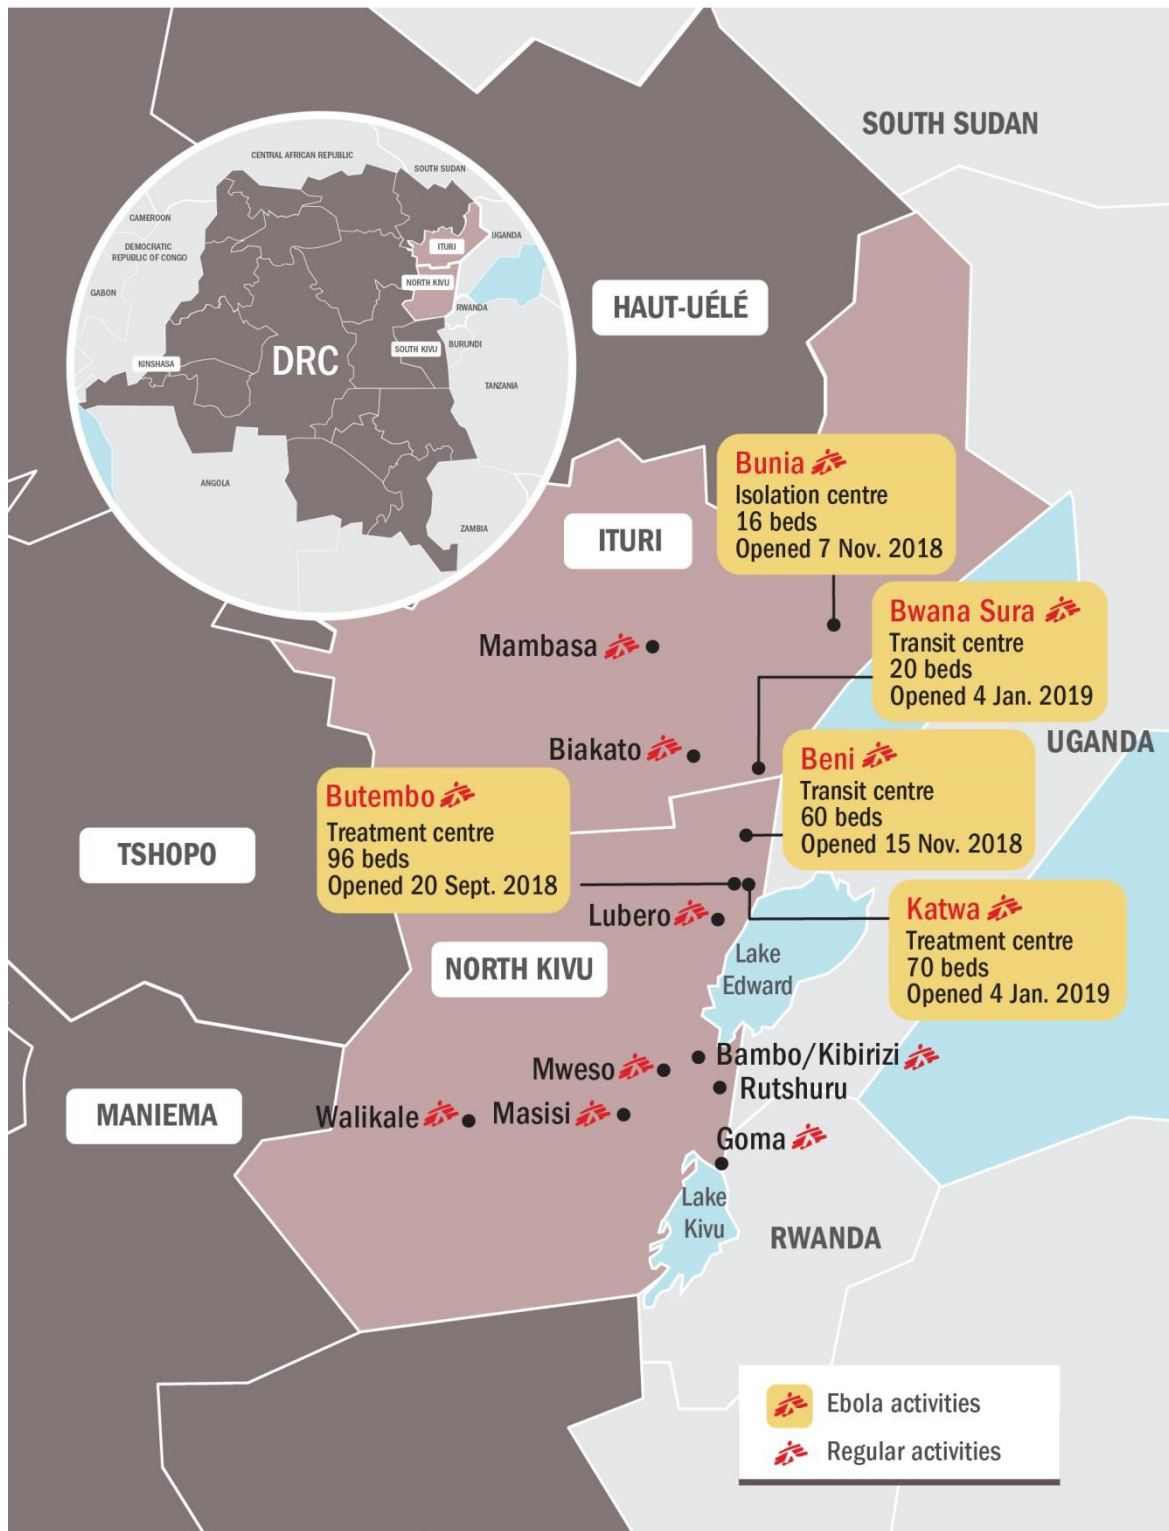 SOUTH SUDAN
CENTRAL AFRICAN REPUBLIC
SOUTH SUDAN
CAMEROON
DEMOCRATIC
REPUBLIC OF CONGO
UGANDA
ITURI
GABON
NORTH KIVU
RWANDA
BURUNDI
SOUTH KIVU
KINSHASA
DRC
TANZANIA
ANGOLA
ZAMBIA
HAUT-UÉLÉ
Bunia
Isolation centre
16 beds
Opened 7 Nov. 2018
ITURI
Bwana Sura
Transit centre
20 beds
Opened 4 Jan. 2019
Mambasa
UGANDA
Biakato
Beni
Transit centre
60 beds
Opened 15 Nov. 2018
Butembo
Treatment centre
96 beds
Opened 20 Sept. 2018
TSHOPO
Katwa
Treatment centre
70 beds
Opened 4 Jan. 2019
Lubero
NORTH KIVU
Lake
Edward
Bambo/Kibirizi
Mweso
Rutshuru
MANIEMA
Walikale
Masisi
Goma
Lake
Kivu
RWANDA
Ebola activities
Regular activities